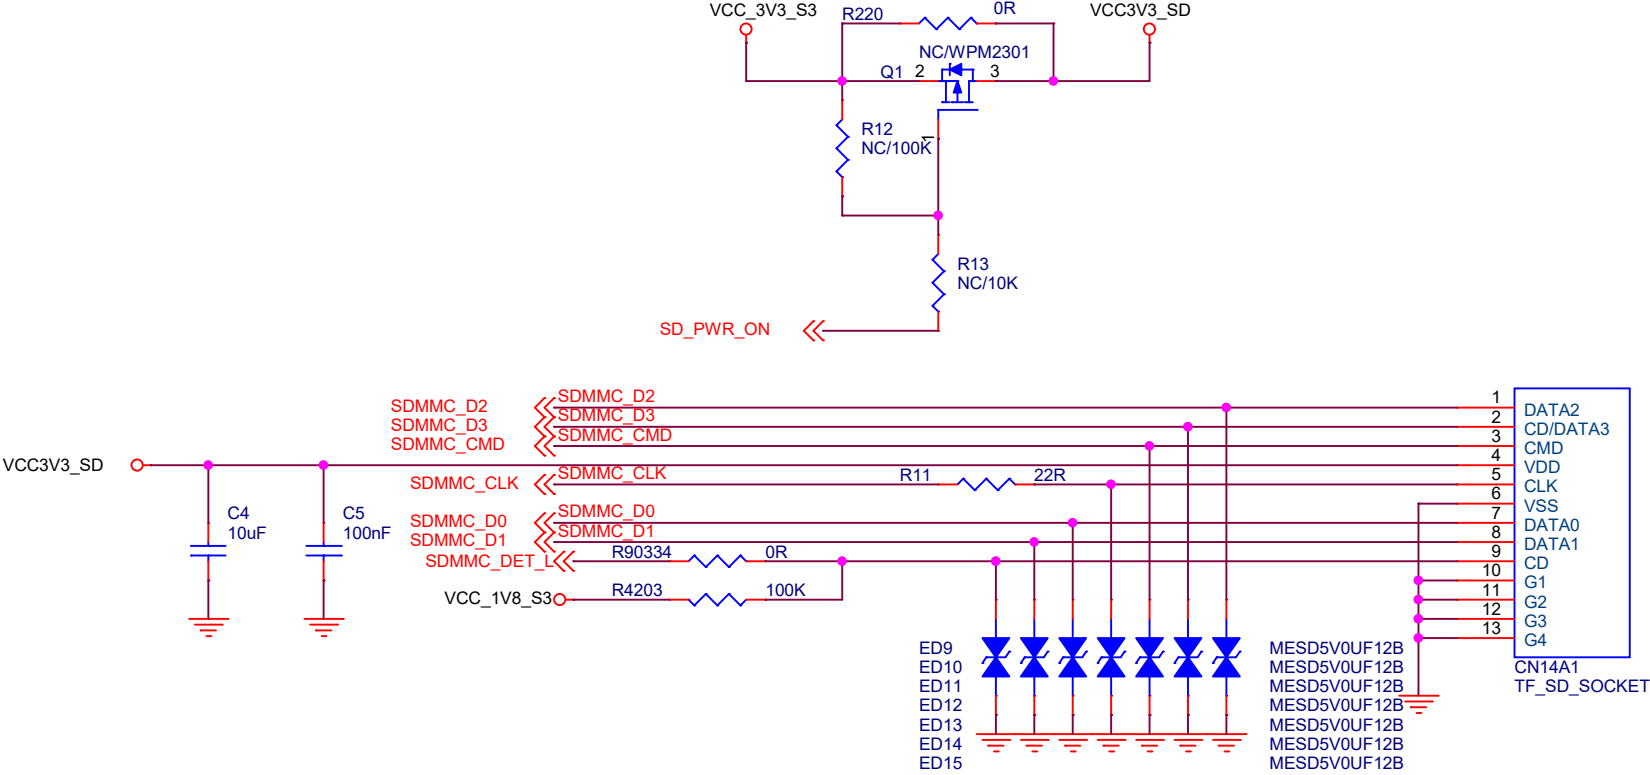 VCC_3V3_S3
R220
0R
VCC3V3_SD
NC/WPM2301
Q1
2
3
R12
NC/100K
1
R13
NC/10K
SD_PWR_ON
SDMMC_D2
SDMMC_D2
1
DATA2
SDMMC_D3
SDMMC_D3
2
CD/DATA3
SDMMC_CMD
SDMMC_CMD
3
CMD
VCC3V3_SD
4
VDD
SDMMC_CLK
SDMMC_CLK
R11
22R
5
CLK
6
VSS
C4
10uF
C5
100nF
SDMMC_D0
SDMMC_D0
7
DATA0
SDMMC_D1
SDMMC_D1
8
DATA1
SDMMC_DET_L
R90334
0R
9
CD
10
G1
VCC_1V8_S3
R4203
100K
11
G2
12
G3
13
G4
ED9
MESD5V0UF12B
ED10
MESD5V0UF12B
ED11
MESD5V0UF12B
ED12
MESD5V0UF12B
ED13
MESD5V0UF12B
ED14
MESD5V0UF12B
ED15
MESD5V0UF12B
CN14A1
TF_SD_SOCKET